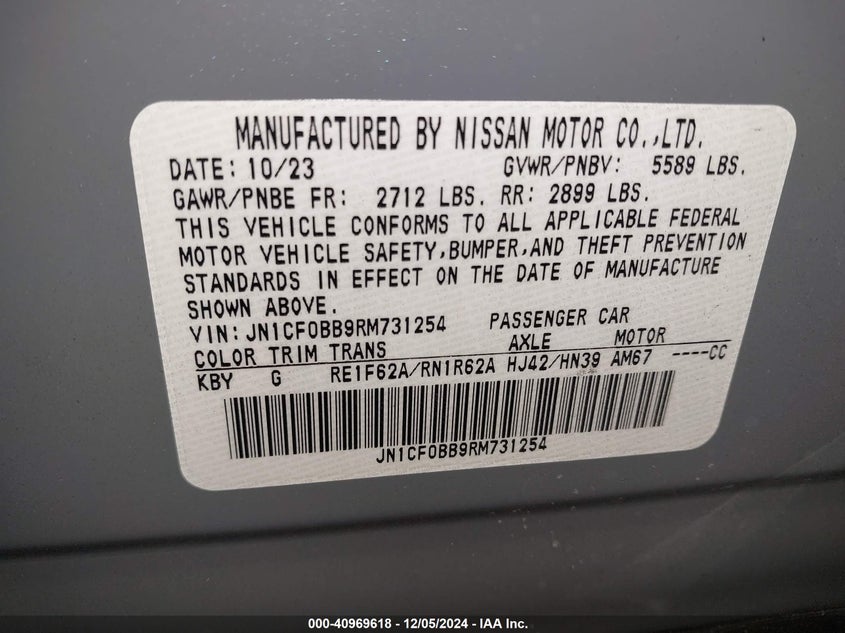 MANUFACTURED BY NISSAN MOTOR CO.,LTD.
DATE: 10/23 GVWR/PNBV: 5589 LBS.
GAWR/PNBE FR: 2712 LBS. RR: 2899 LBS.
THIS VEHICLE CONFORMS TO ALL APPLICABLE FEDERAL
MOTOR VEHICLE SAFETY,BUMPER,AND THEFT PREVENTION
STANDARDS IN EFFECT ON THE DATE OF MANUFACTURE
SHOWN ABOVE.
VIN: JN1CF0BB9RM731254 PASSENGER CAR
COLOR TRIM TRANS AXLE MOTOR
KBY G RE1F62A/RN1R62A HJ42/HN39 AM67 ----CC
JN1CF0BB9RM731254
000-40969618 - 12/05/2024 - IAA Inc.